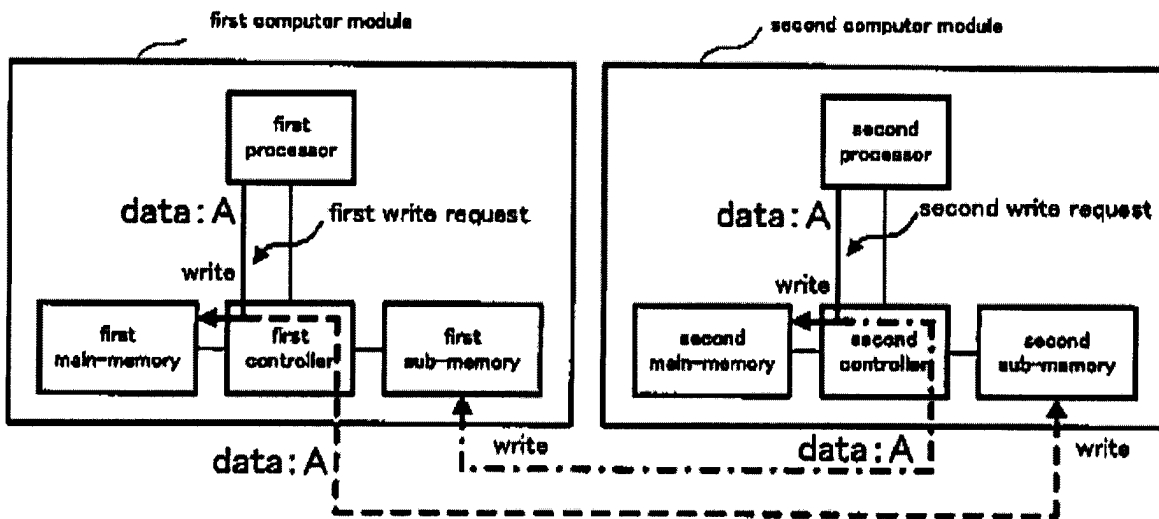 first computer module
second computer module
first
processor
second
processor
data:A
first write request
data:A
second write request
write
write
first
main-memory
first
controller
first
sub-memory
second
main-memory
second
controller
second
sub-memory
data:A
write
data:A
write